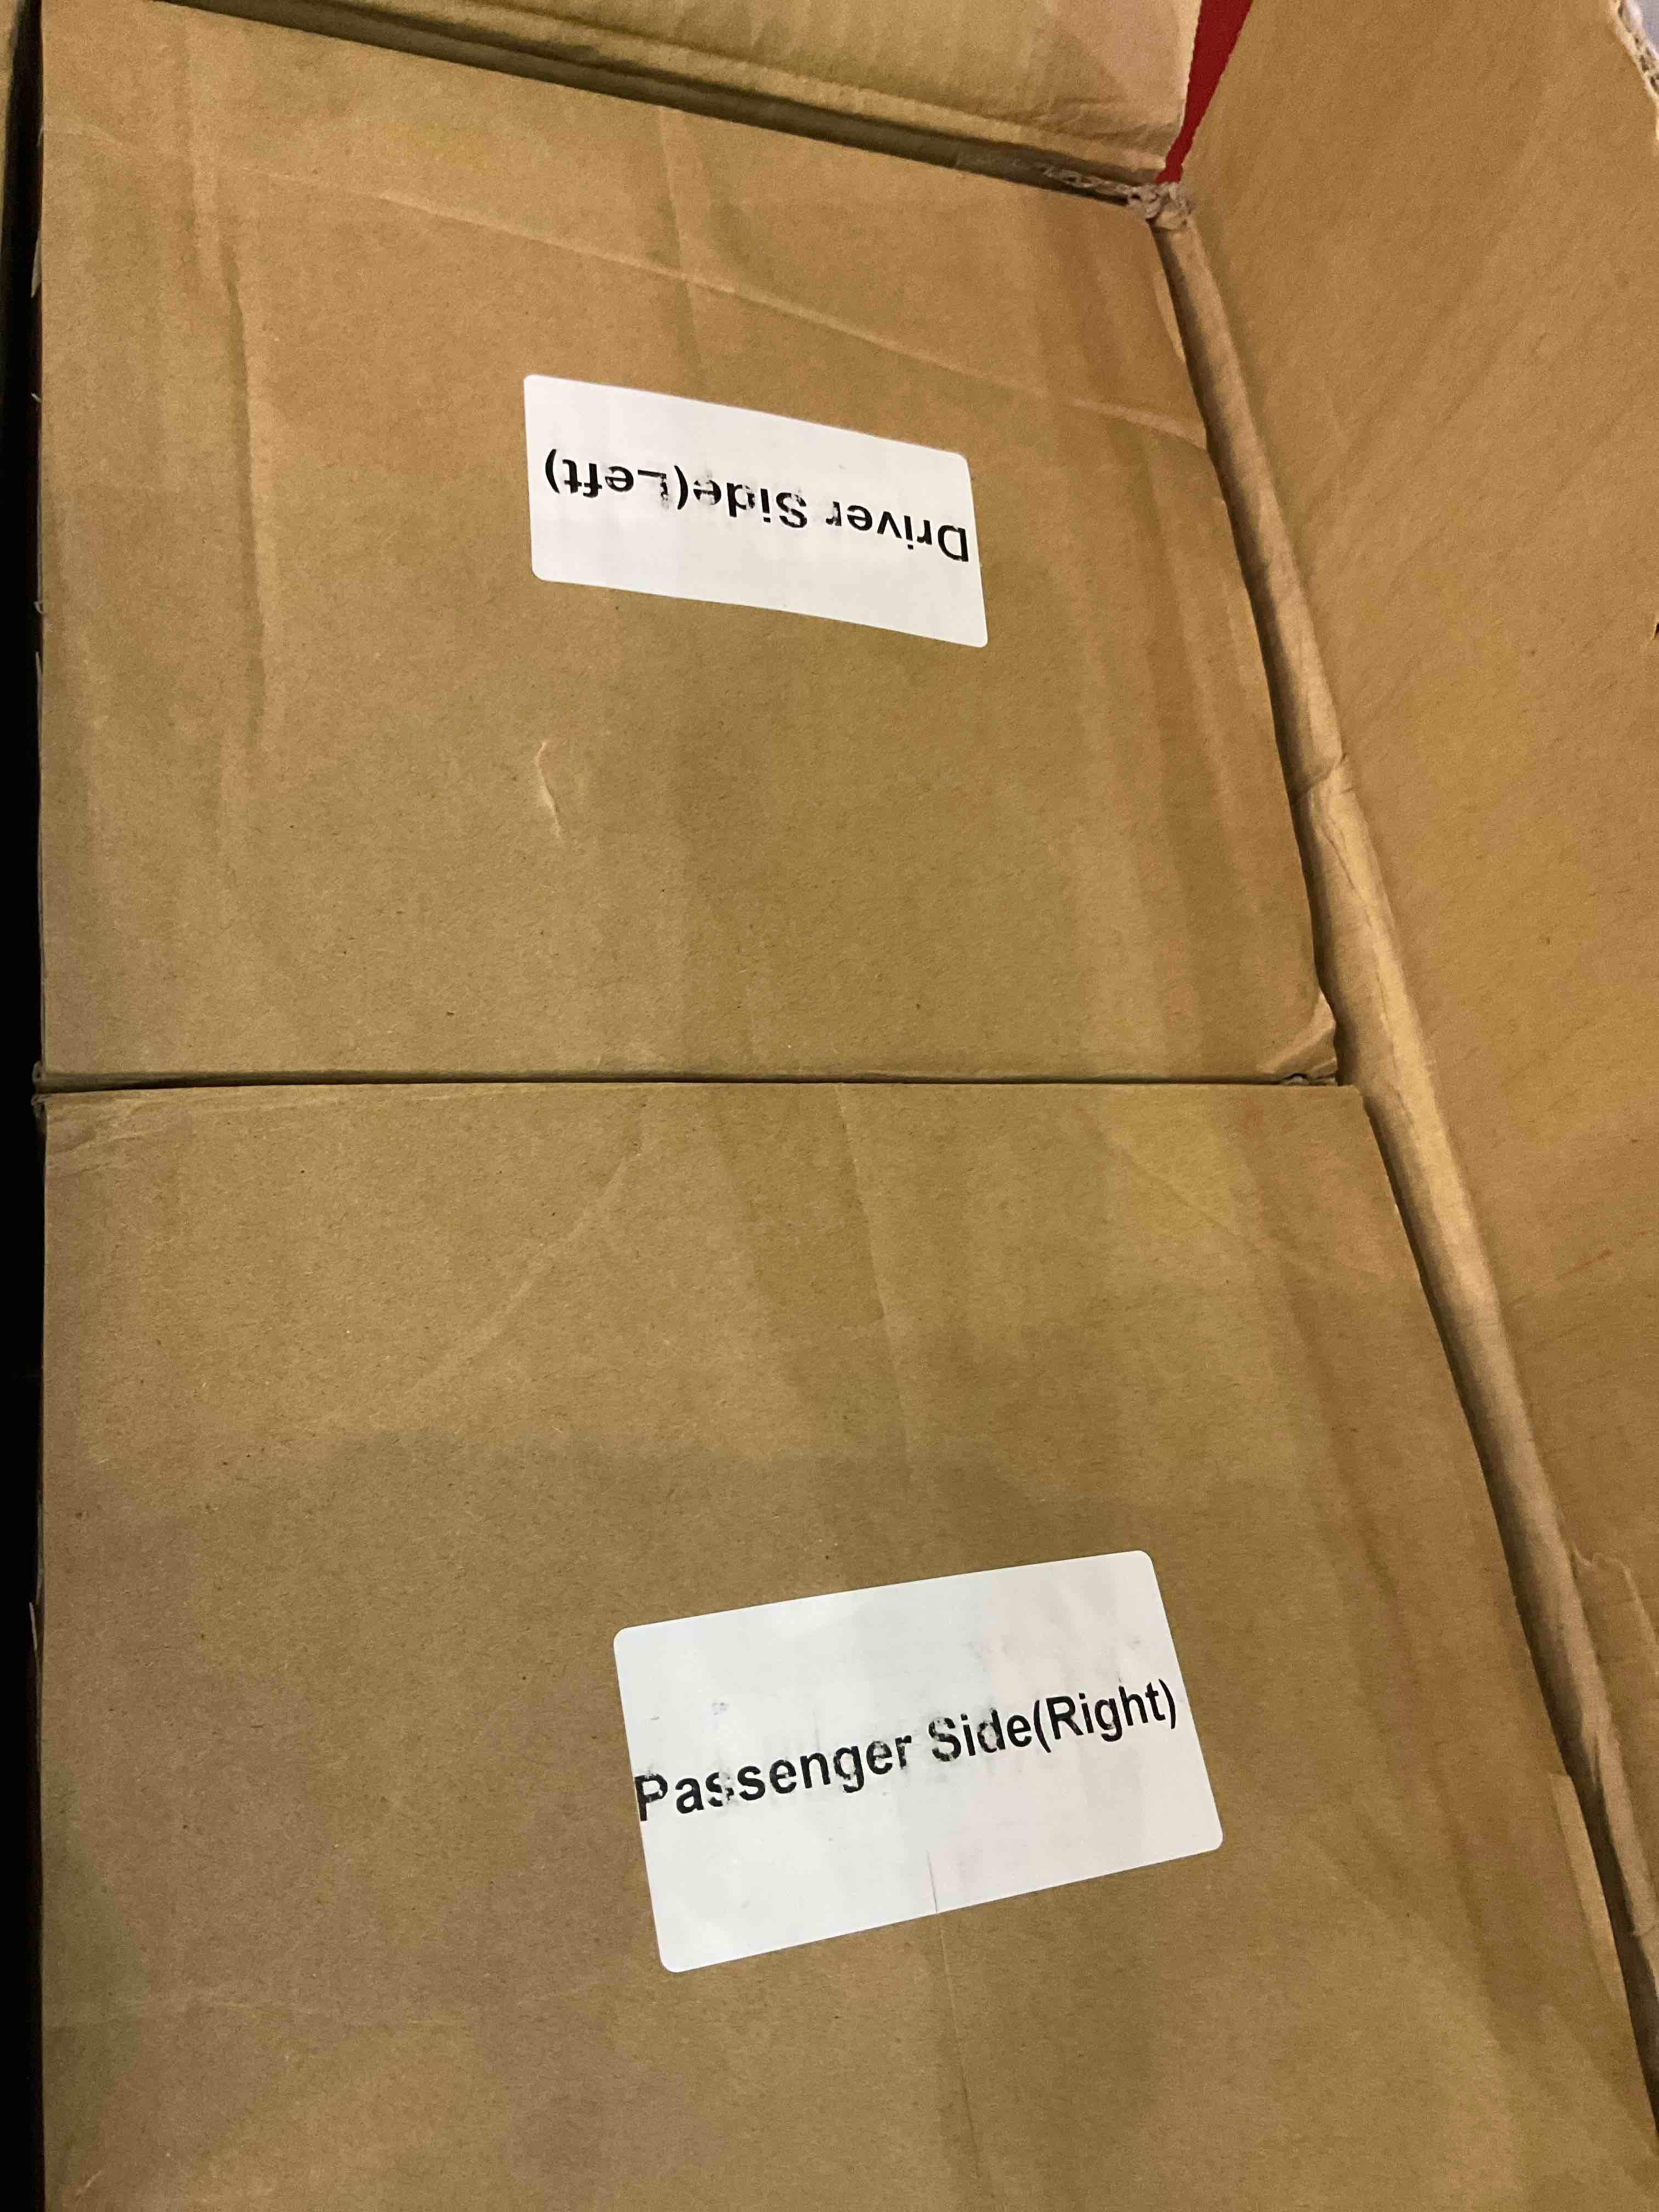 Driver Side(Left)
Passenger Side(Right)